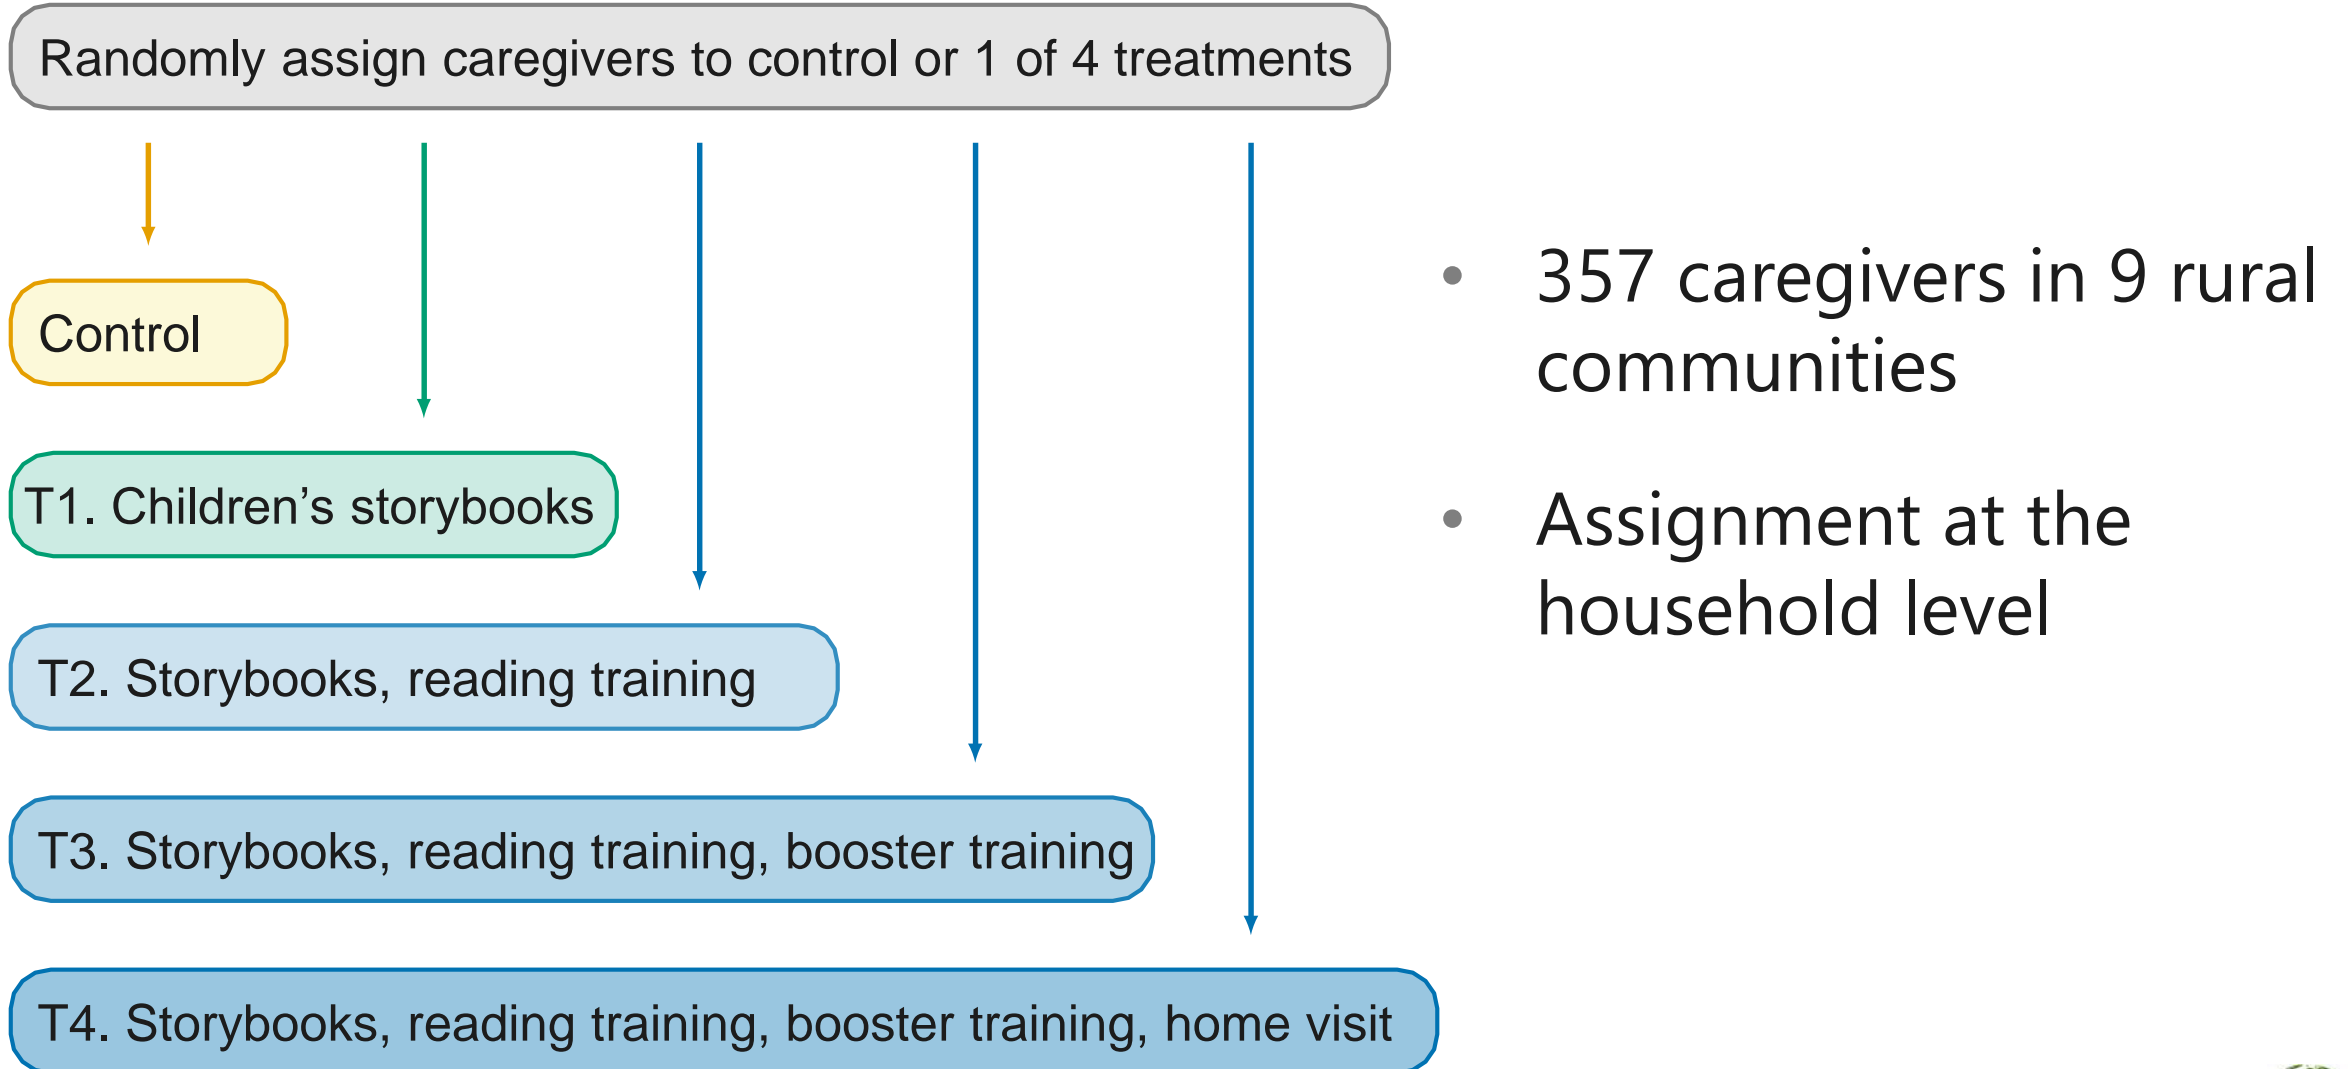 Randomly assign caregivers to control or 1 of 4 treatments
Control
T1. Children’s storybooks
T2. Storybooks, reading training
T3. Storybooks, reading training, booster training
T4. Storybooks, reading training, booster training, home visit
• 357 caregivers in 9 rural
communities
• Assignment at the
household level